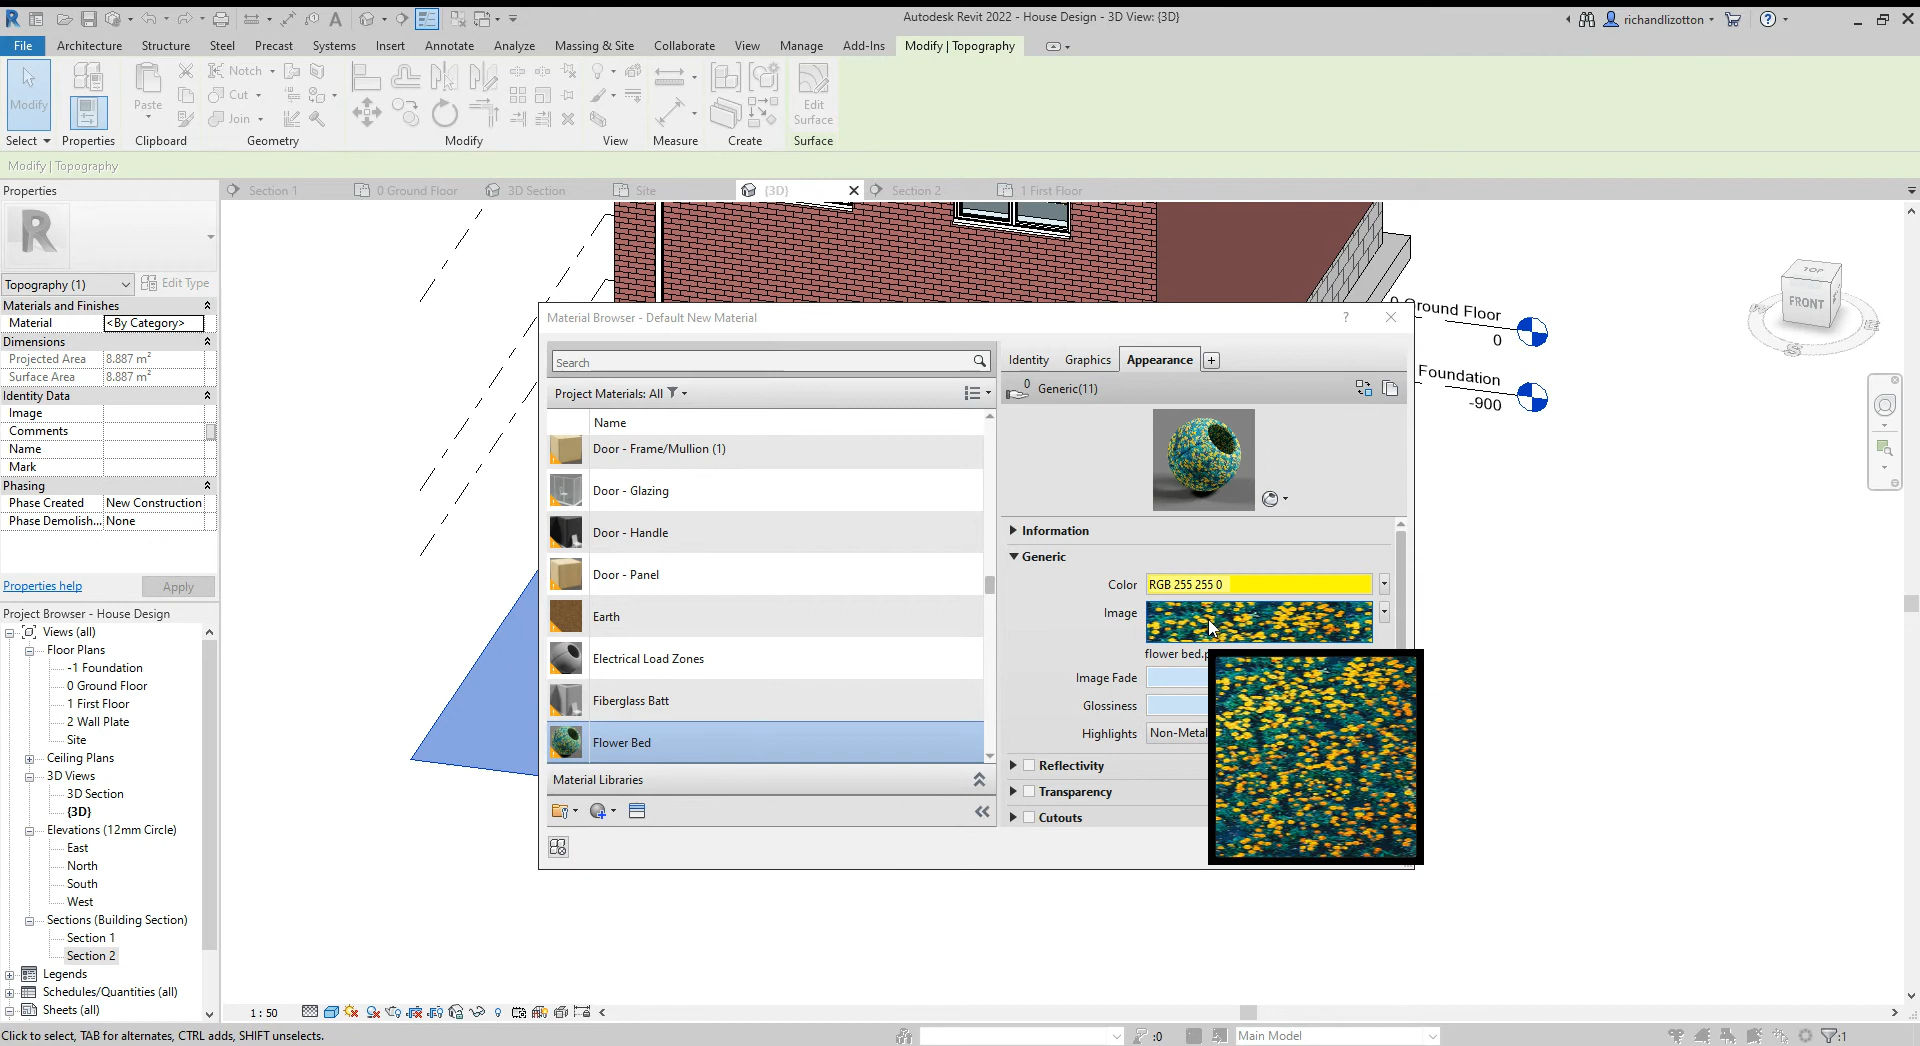 Autodesk Revit 2022 - House Design - 3D View: {3D}
richandlizotton
File
Architecture
Structure
Steel
Precast
Systems
Insert
Annotate
Analyze
Massing & Site
Collaborate
View
Manage
Add-Ins
Modify | Topography
Modify
Paste
Notch
Cut
Join
Edit
Surface
Select
Properties
Clipboard
Geometry
Modify
View
Measure
Create
Surface
Modify | Topography
Properties
Section 1
0 Ground Floor
3D Section
Site
{3D}
Section 2
1 First Floor
Topography (1)
Edit Type
Materials and Finishes
Material
<By Category>
Dimensions
Projected Area
8.887 m²
Surface Area
8.887 m²
Identity Data
Image
Comments
Name
Mark
Phasing
Phase Created
New Construction
Phase Demolish...
None
Properties help
Apply
Project Browser - House Design
Views (all)
Floor Plans
-1 Foundation
0 Ground Floor
1 First Floor
2 Wall Plate
Site
Ceiling Plans
3D Views
3D Section
{3D}
Elevations (12mm Circle)
East
North
South
West
Sections (Building Section)
Section 1
Section 2
Legends
Schedules/Quantities (all)
Sheets (all)
Material Browser - Default New Material
?
Search
Project Materials: All
Name
Door - Frame/Mullion (1)
Door - Glazing
Door - Handle
Door - Panel
Earth
Electrical Load Zones
Fiberglass Batt
Flower Bed
Material Libraries
Identity
Graphics
Appearance
+
0
Generic(11)
Information
Generic
Color
RGB 255 255 0
Image
flower bed.p
Image Fade
Glossiness
Highlights
Non-Metal
Reflectivity
Transparency
Cutouts
0 Ground Floor
0
Foundation
-900
TOP
FRONT
1 : 50
Click to select, TAB for alternates, CTRL adds, SHIFT unselects.
:0
Main Model
:1